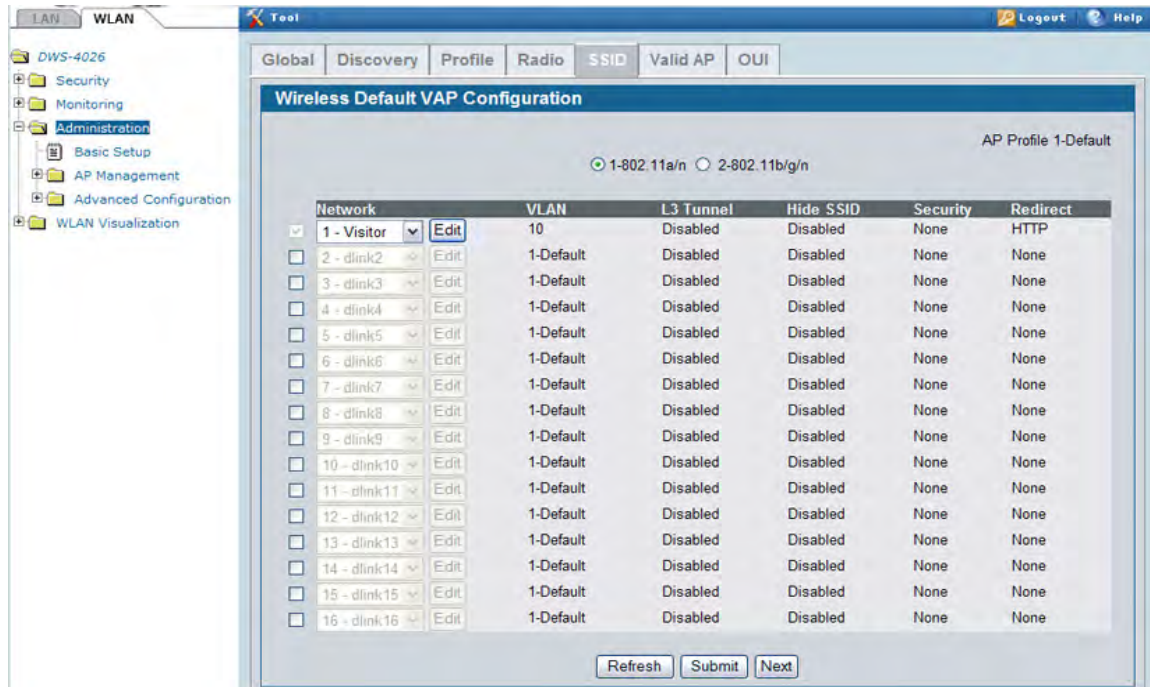 LAN WLAN Tool Logout Help
DWS-4026
Security
Monitoring
Administration
Basic Setup
AP Management
Advanced Configuration
WLAN Visualization
Global Discovery Profile Radio SSID Valid AP OUI
Wireless Default VAP Configuration
AP Profile 1-Default
1-802.11a/n 2-802.11b/g/n
Network VLAN L3 Tunnel Hide SSID Security Redirect
1 - Visitor Edit 10 Disabled Disabled None HTTP
2 - dlink2 Edit 1-Default Disabled Disabled None None
3 - dlink3 Edit 1-Default Disabled Disabled None None
4 - dlink4 Edit 1-Default Disabled Disabled None None
5 - dlink5 Edit 1-Default Disabled Disabled None None
6 - dlink6 Edit 1-Default Disabled Disabled None None
7 - dlink7 Edit 1-Default Disabled Disabled None None
8 - dlink8 Edit 1-Default Disabled Disabled None None
9 - dlink9 Edit 1-Default Disabled Disabled None None
10 - dlink10 Edit 1-Default Disabled Disabled None None
11 - dlink11 Edit 1-Default Disabled Disabled None None
12 - dlink12 Edit 1-Default Disabled Disabled None None
13 - dlink13 Edit 1-Default Disabled Disabled None None
14 - dlink14 Edit 1-Default Disabled Disabled None None
15 - dlink15 Edit 1-Default Disabled Disabled None None
16 - dlink16 Edit 1-Default Disabled Disabled None None
Refresh Submit Next